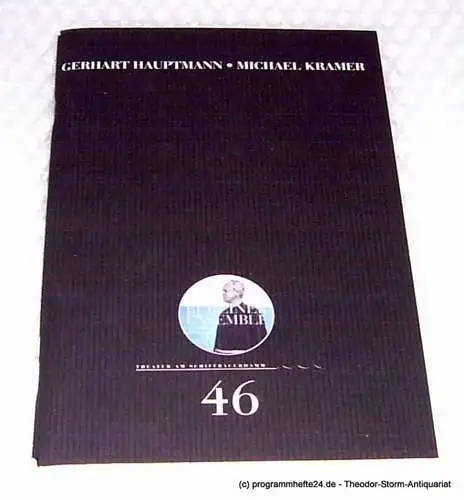 GERHART HAUPTMANN • MICHAEL KRAMER
BERLINER
ENSEMBLE
THEATER AM SCHIFFBAUERDAMM
46
(c) programmhefte24.de - Theodor-Storm-Antiquariat